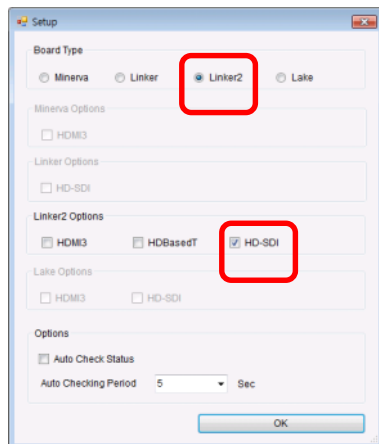 Setup
Board Type
Minerva Linker Linker2 Lake
Minerva Options
HDMI3
Linker Options
HD-SDI
Linker2 Options
HDMI3 HDBasedT HD-SDI
Lake Options
HDMI3 HD-SDI
Options
Auto Check Status
Auto Checking Period 5 Sec
OK